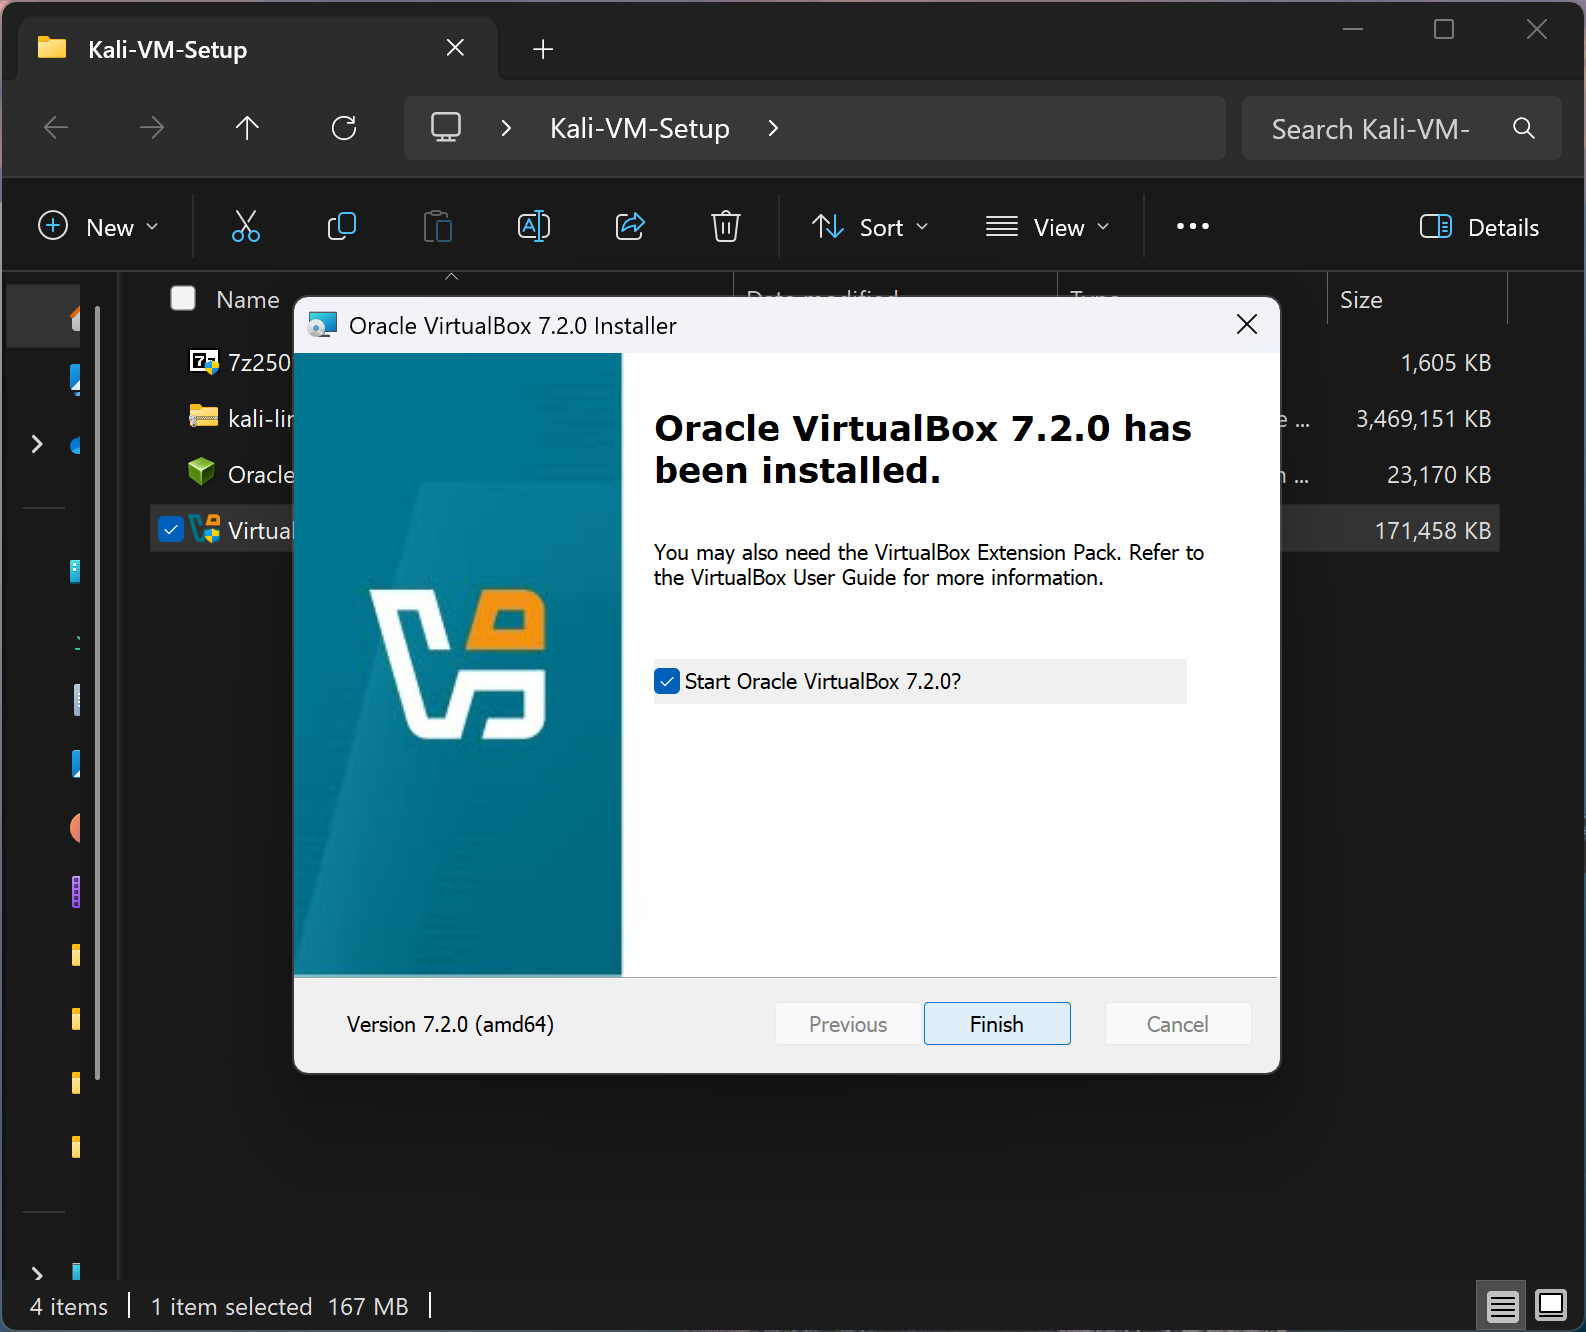 Kali-VM-Setup
Kali-VM-Setup
Search Kali-VM-
New
Sort
View
Details
Name
Size
Oracle VirtualBox 7.2.0 Installer
7z250
1,605 KB
kali-lin
e ...
3,469,151 KB
Oracle
n ...
23,170 KB
Virtual
171,458 KB
Oracle VirtualBox 7.2.0 has
been installed.
You may also need the VirtualBox Extension Pack. Refer to
the VirtualBox User Guide for more information.
Start Oracle VirtualBox 7.2.0?
Version 7.2.0 (amd64)
Previous
Finish
Cancel
4 items
1 item selected 167 MB